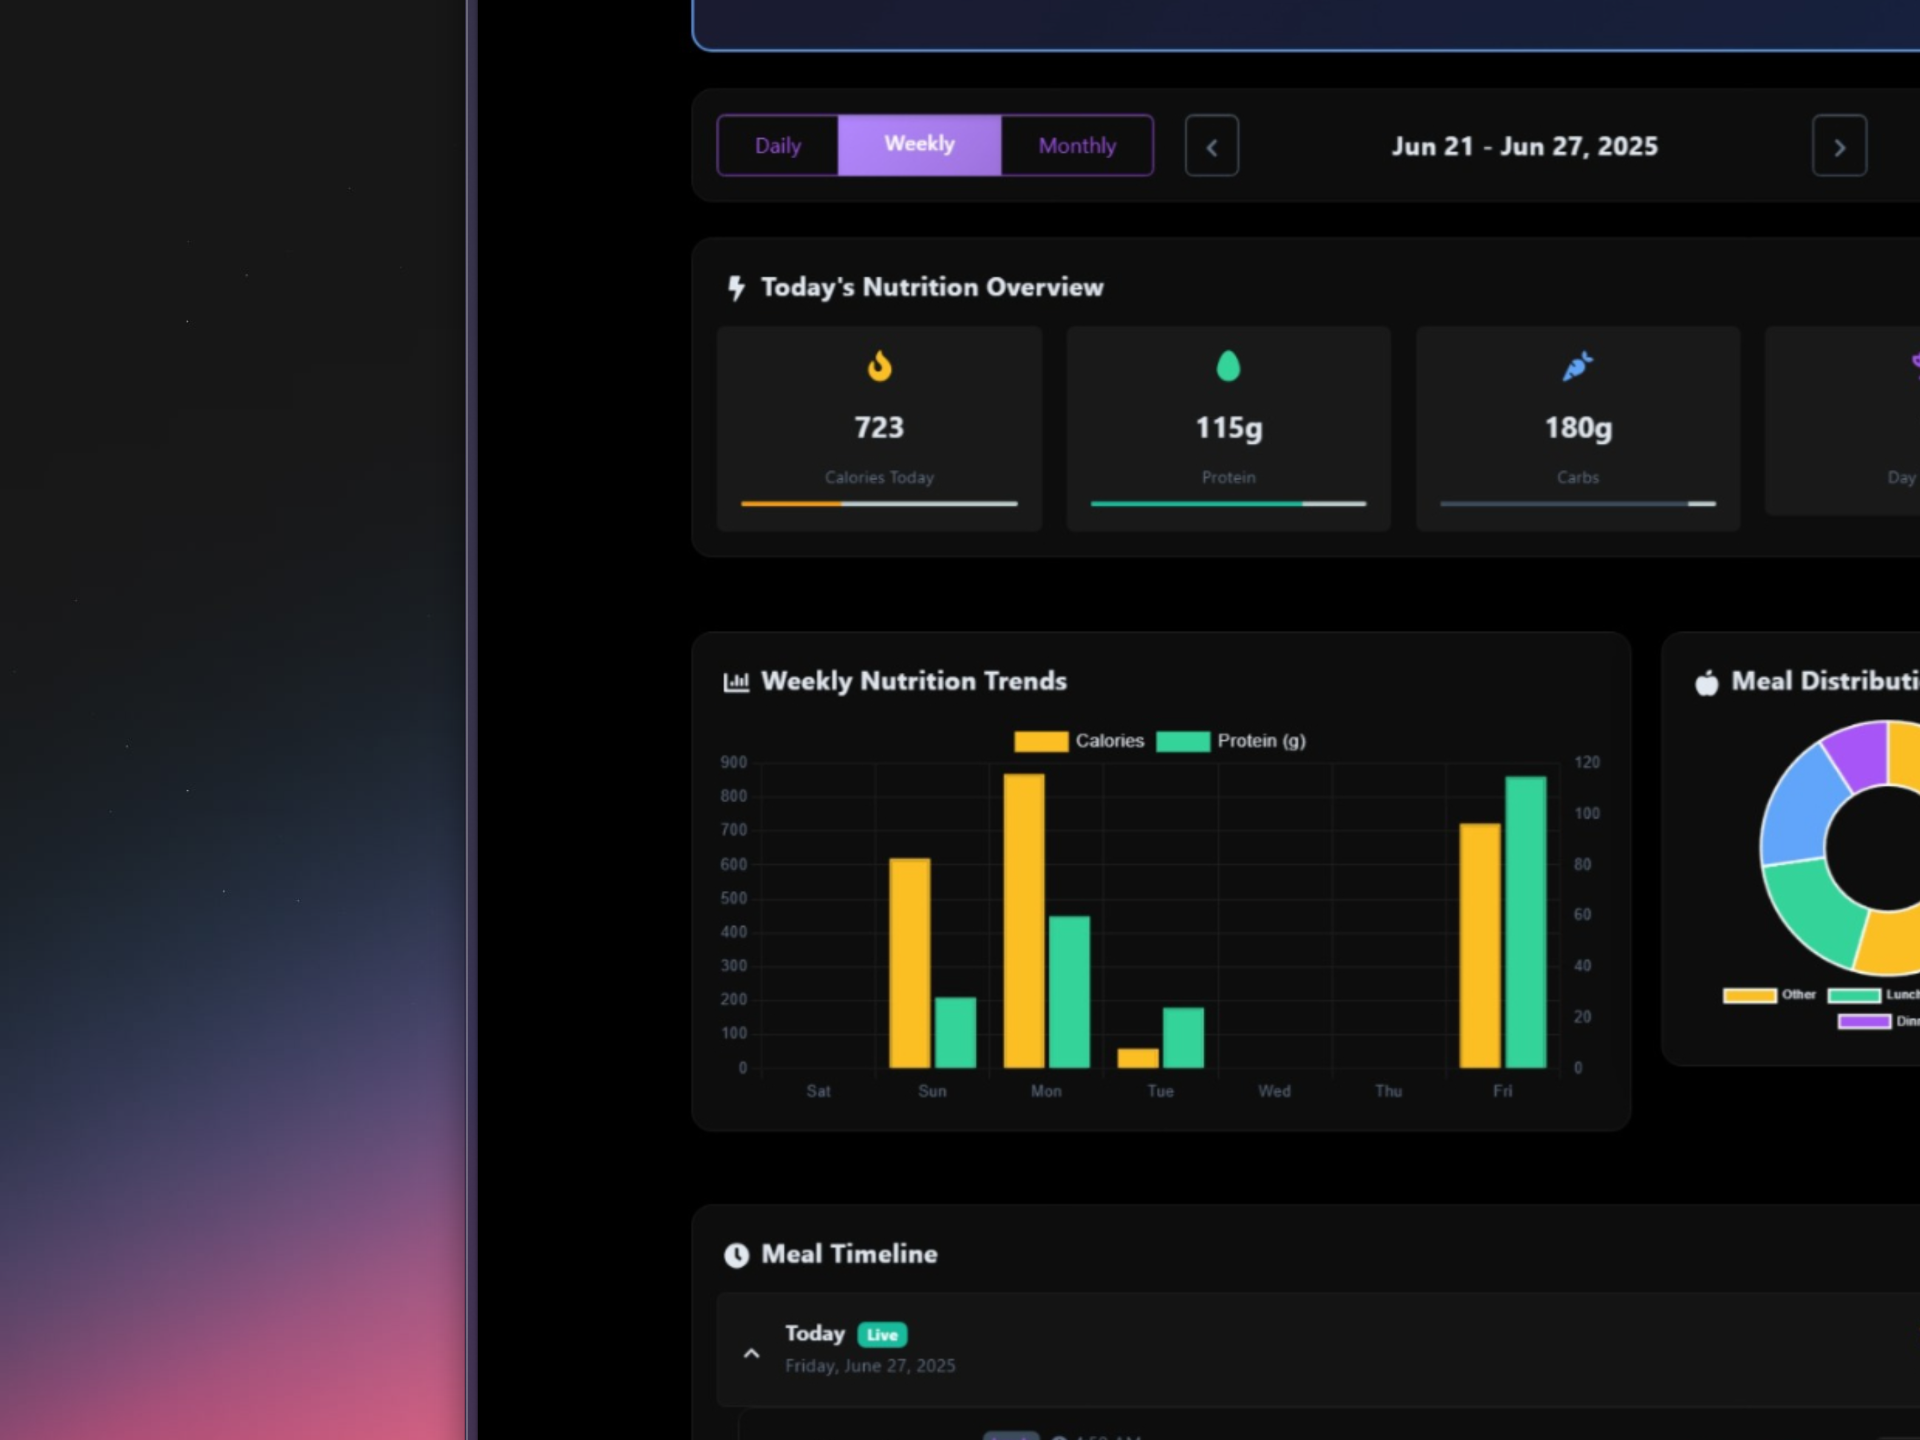 Daily Weekly Monthly Jun 21 - Jun 27, 2025
Today's Nutrition Overview
723 115g 180g
Calories Today Protein Carbs Day
Weekly Nutrition Trends
Calories Protein (g)
900 120
800
700 100
600 80
500
400 60
300 40
200
100 20
0 0
Sat Sun Mon Tue Wed Thu Fri
Meal Distributi
Other Lunch
Dinn
Meal Timeline
Today Live
Friday, June 27, 2025